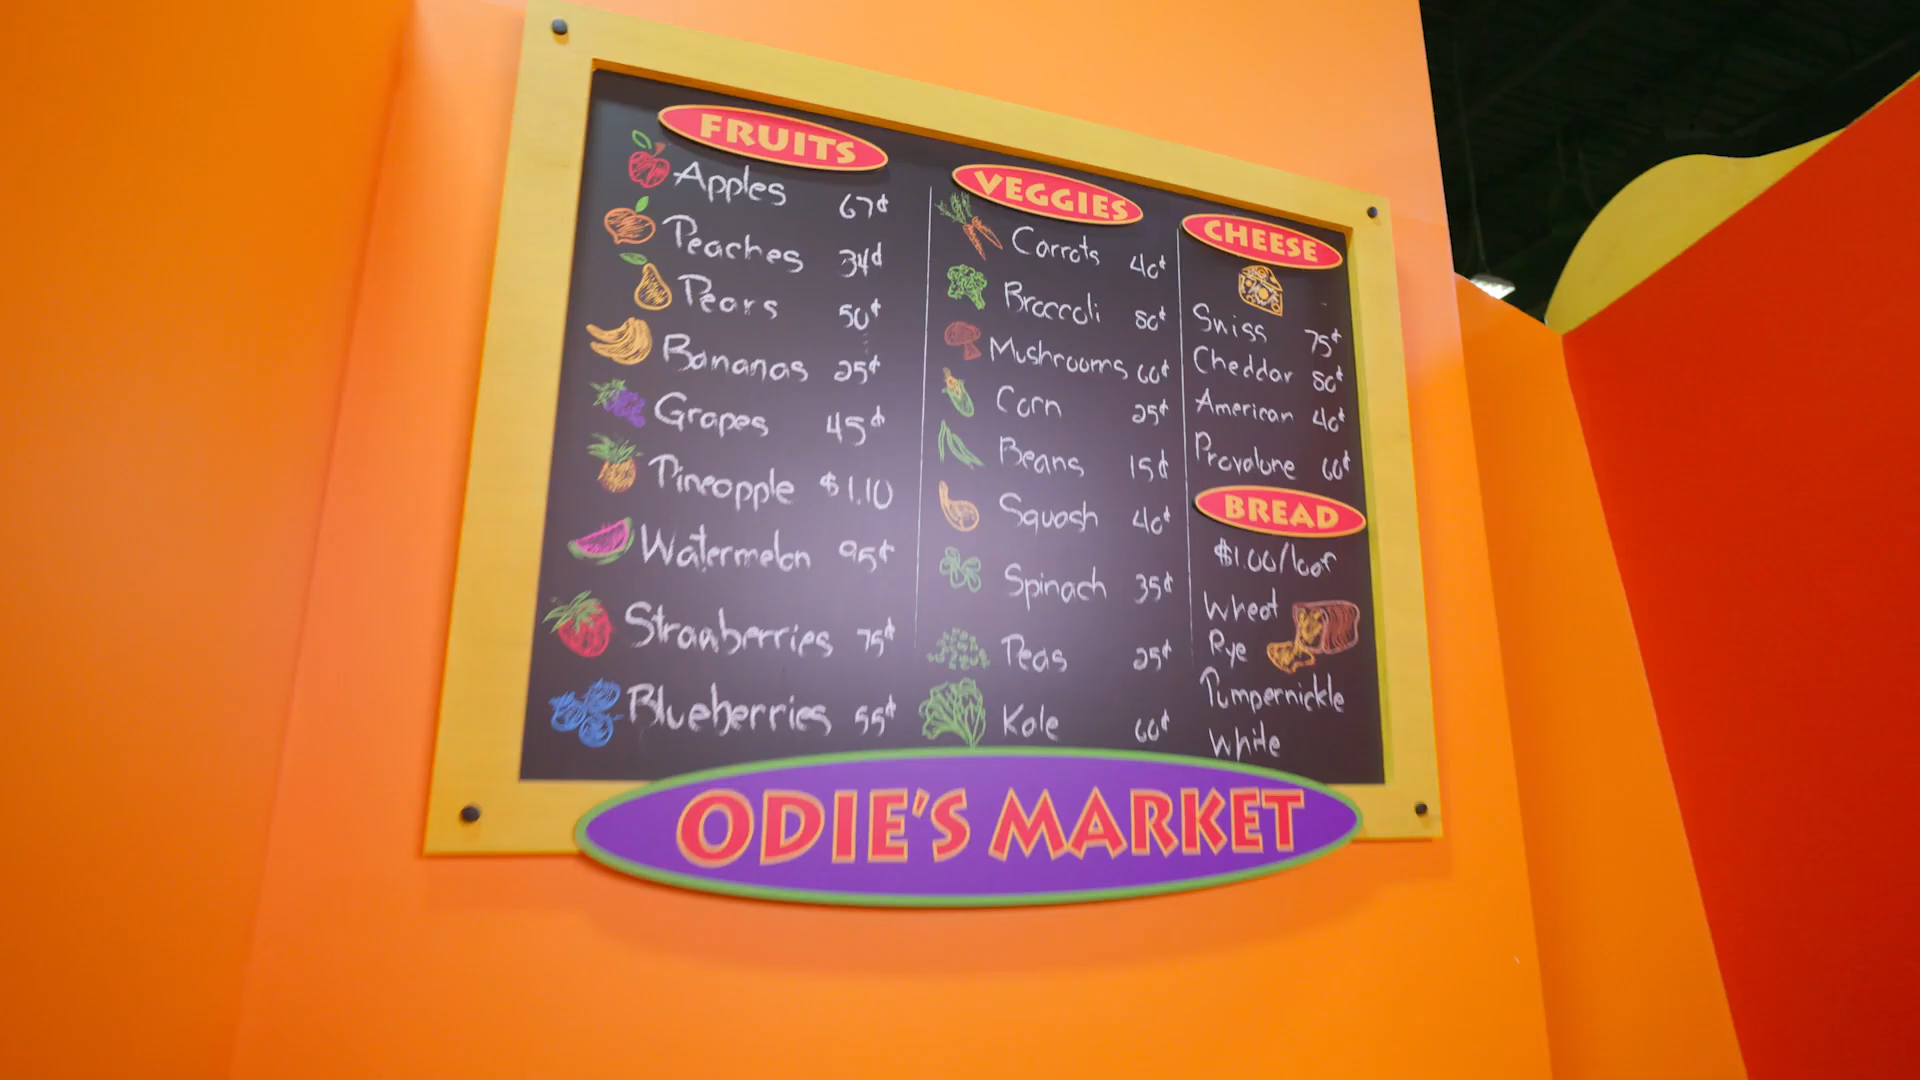 FRUITS
Apples 67¢
Peaches 34¢
Pears 50¢
Bananas 25¢
Grapes 45¢
Pineapple $1.10
Watermelon 95¢
Strawberries 75¢
Blueberries 55¢
VEGGIES
Carrots 40¢
Broccoli 80¢
Mushrooms 60¢
Corn 25¢
Beans 15¢
Squash 40¢
Spinach 35¢
Peas 25¢
Kale 60¢
CHEESE
Swiss 75¢
Cheddar 80¢
American 40¢
Provolone 60¢
BREAD
$1.00/loaf
Wheat
Rye
Pumpernickle
White
ODIE'S MARKET